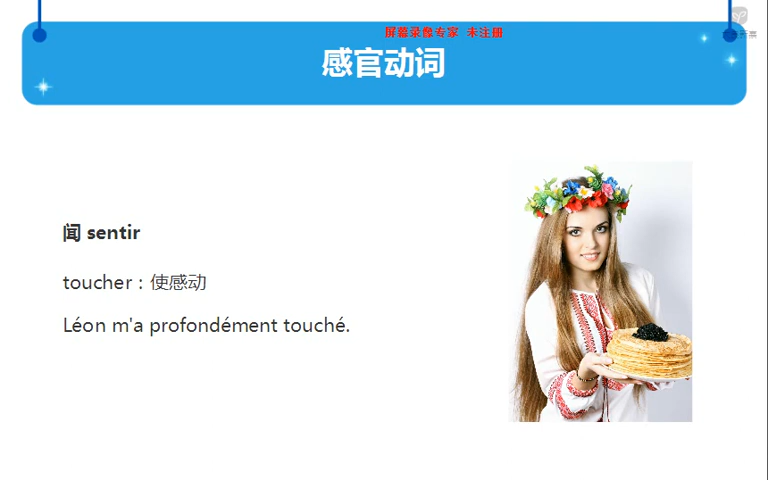 屏幕录像专家 未注册
感官动词
闻 sentir
toucher：使感动
Léon m'a profondément touché.